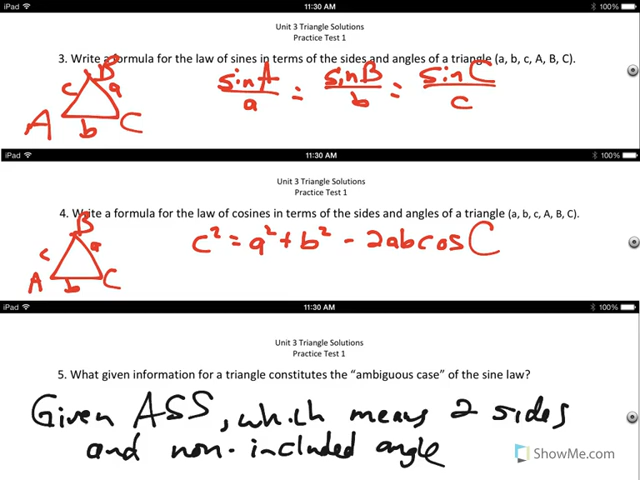 iPad 11:30 AM 100%
Unit 3 Triangle Solutions
Practice Test 1
3. Write a formula for the law of sines in terms of the sides and angles of a triangle (a, b, c, A, B, C).
B
c a
A b C
sin A / a = sin B / b = sin C / c
iPad 11:30 AM 100%
Unit 3 Triangle Solutions
Practice Test 1
4. Write a formula for the law of cosines in terms of the sides and angles of a triangle (a, b, c, A, B, C).
B
c a
A b C
c² = a² + b² - 2ab cos C
iPad 11:30 AM 100%
Unit 3 Triangle Solutions
Practice Test 1
5. What given information for a triangle constitutes the “ambiguous case” of the sine law?
Given ASS, which means 2 sides
and non-included angle
ShowMe.com